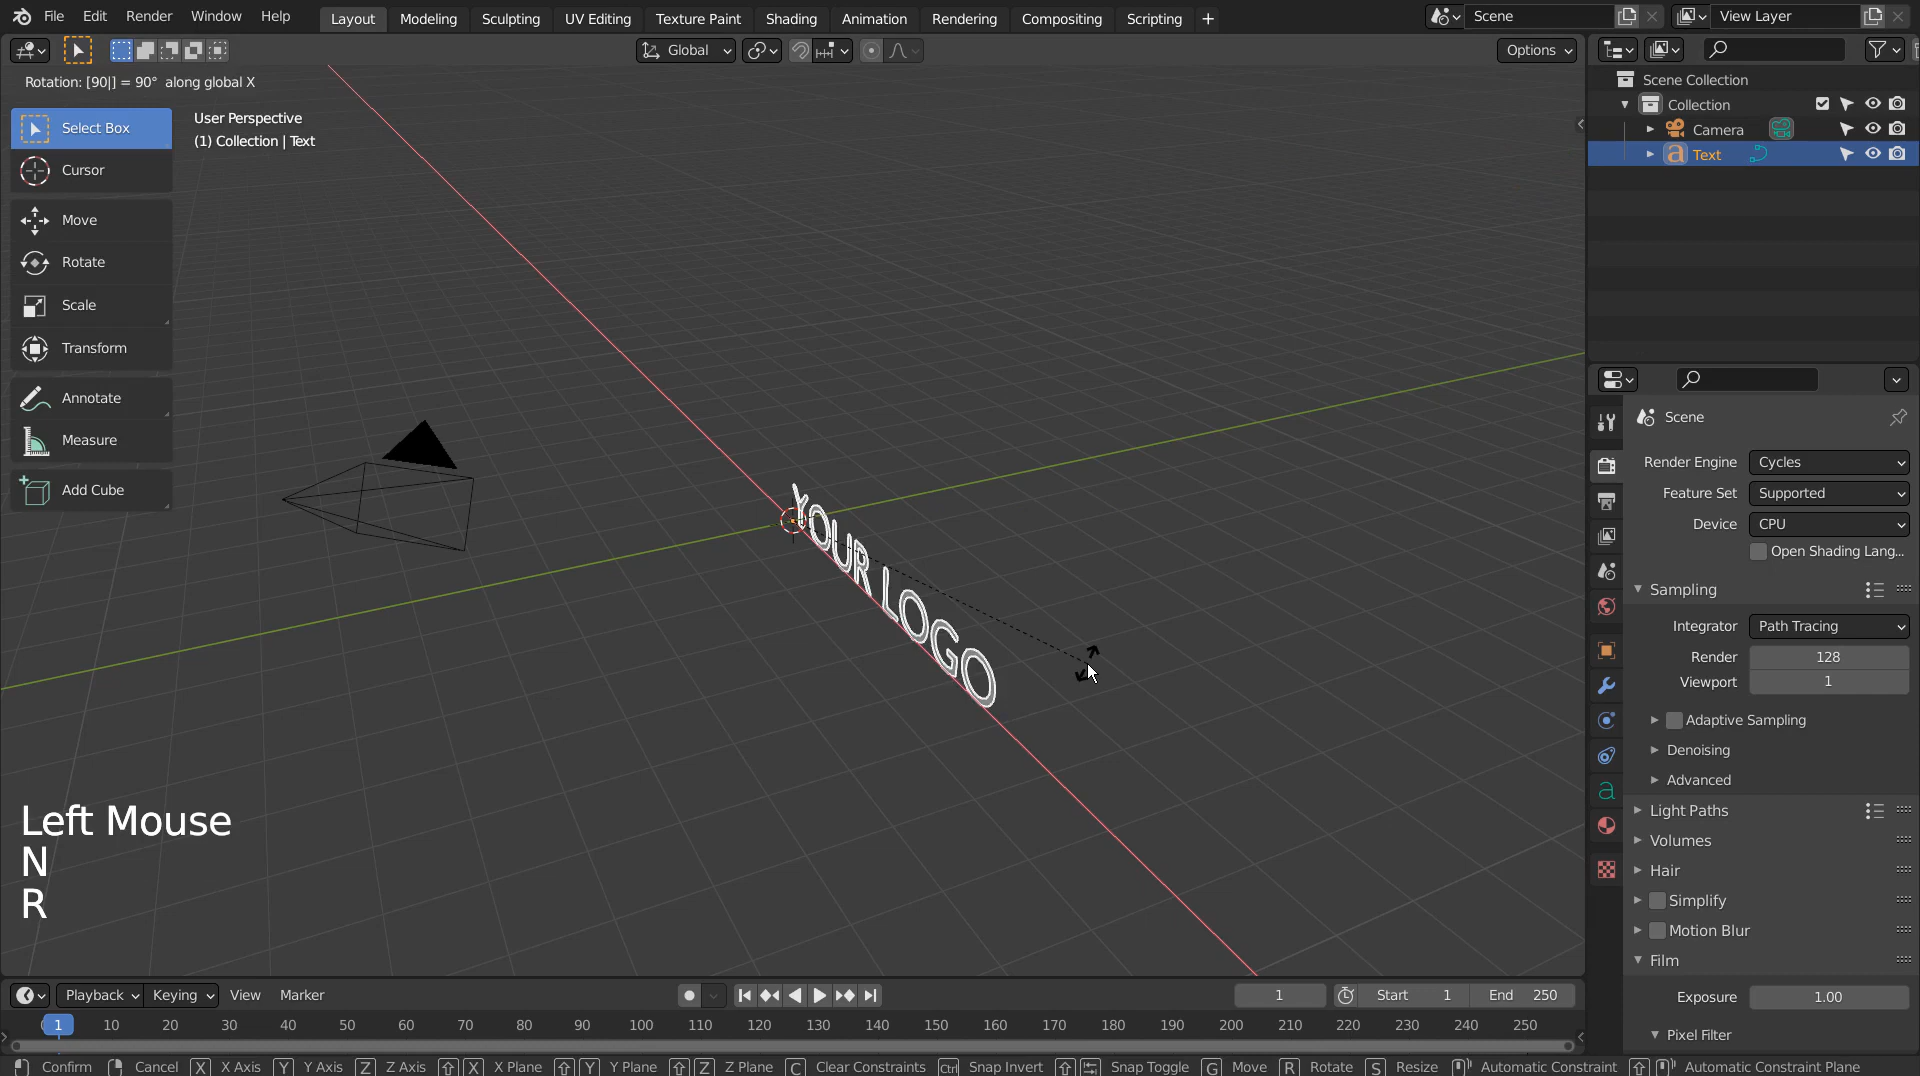 File Edit Render Window Help Layout Modeling Sculpting UV Editing Texture Paint Shading Animation Rendering Compositing Scripting + Scene View Layer
Global Options
Rotation: [90|] = 90° along global X
User Perspective
(1) Collection | Text
Select Box
Cursor
Move
Rotate
Scale
Transform
Annotate
Measure
Add Cube
YOUR LOGO
Left Mouse
N
R
Scene Collection
Collection
Camera
Text
Scene
Render Engine Cycles
Feature Set Supported
Device CPU
Open Shading Lang...
Sampling
Integrator Path Tracing
Render 128
Viewport 1
Adaptive Sampling
Denoising
Advanced
Light Paths
Volumes
Hair
Simplify
Motion Blur
Film
Exposure 1.00
Pixel Filter
Playback Keying View Marker 1 Start 1 End 250
1 10 20 30 40 50 60 70 80 90 100 110 120 130 140 150 160 170 180 190 200 210 220 230 240 250
Confirm Cancel X X Axis Y Y Axis Z Z Axis X X Plane Y Y Plane Z Z Plane C Clear Constraints Ctrl Snap Invert Snap Toggle G Move R Rotate S Resize Automatic Constraint Automatic Constraint Plane